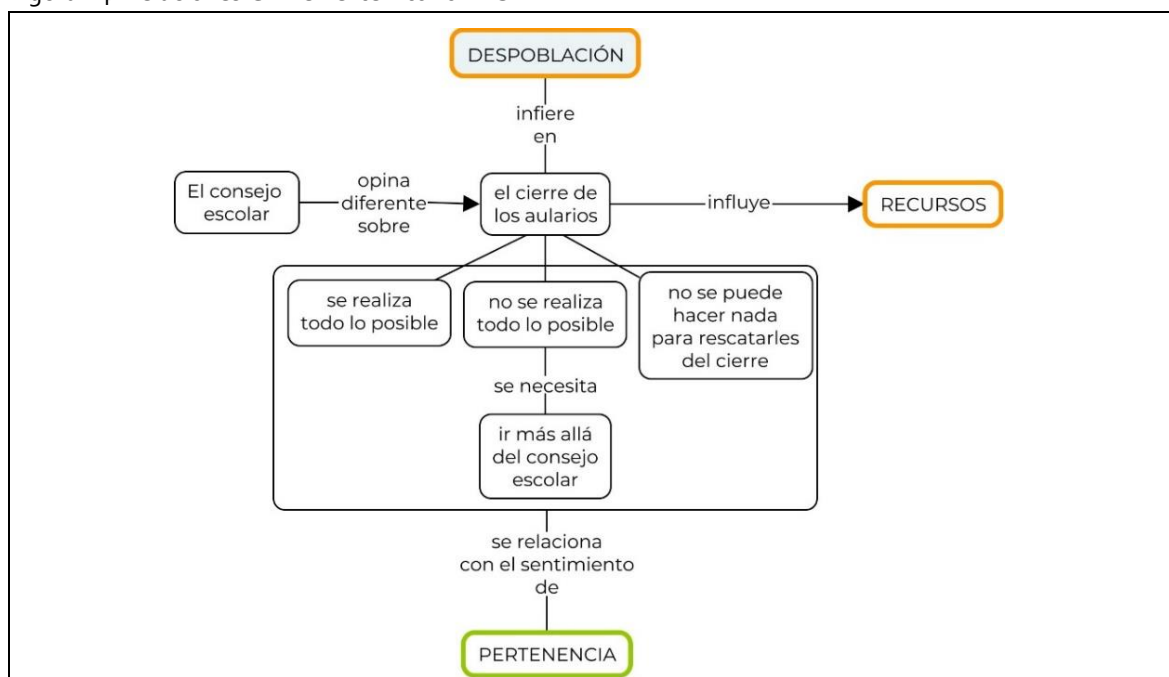 DESPOBLACIÓN
infiere
en
El consejo
escolar
opina
diferente
sobre
el cierre de
los aularios
influye
RECURSOS
se realiza
todo lo posible
no se realiza
todo lo posible
no se puede
hacer nada
para rescatarles
del cierre
se necesita
ir más allá
del consejo
escolar
se relaciona
con el sentimiento
de
PERTENENCIA